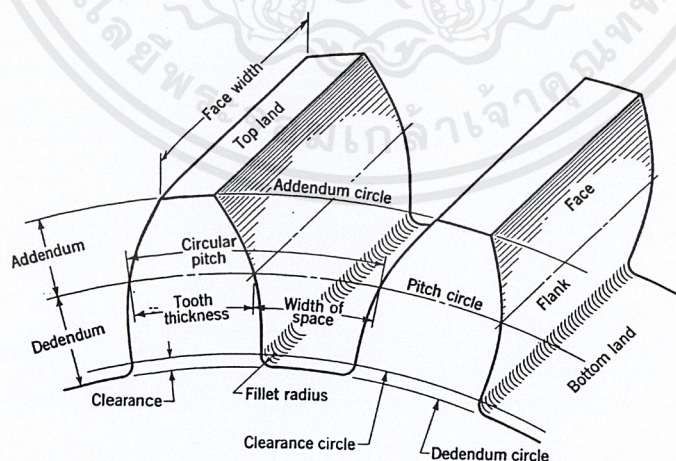 Face width
Top land
Addendum circle
Face
Addendum
Circular
pitch
Pitch circle
Flank
Tooth
thickness
Width of
space
Dedendum
Bottom land
Clearance
Fillet radius
Clearance circle
Dedendum circle